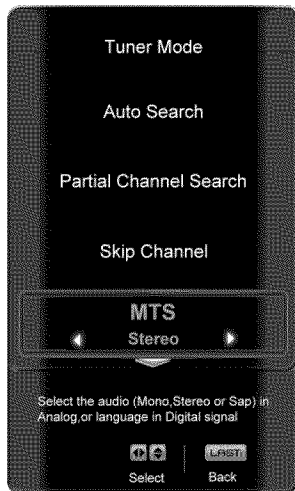 Tuner Mode
Auto Search
Partial Channel Search
Skip Channel
MTS
Stereo
Select the audio (Mono,Stereo or Sap) in
Analog,or language in Digital signal
LAST
Select Back